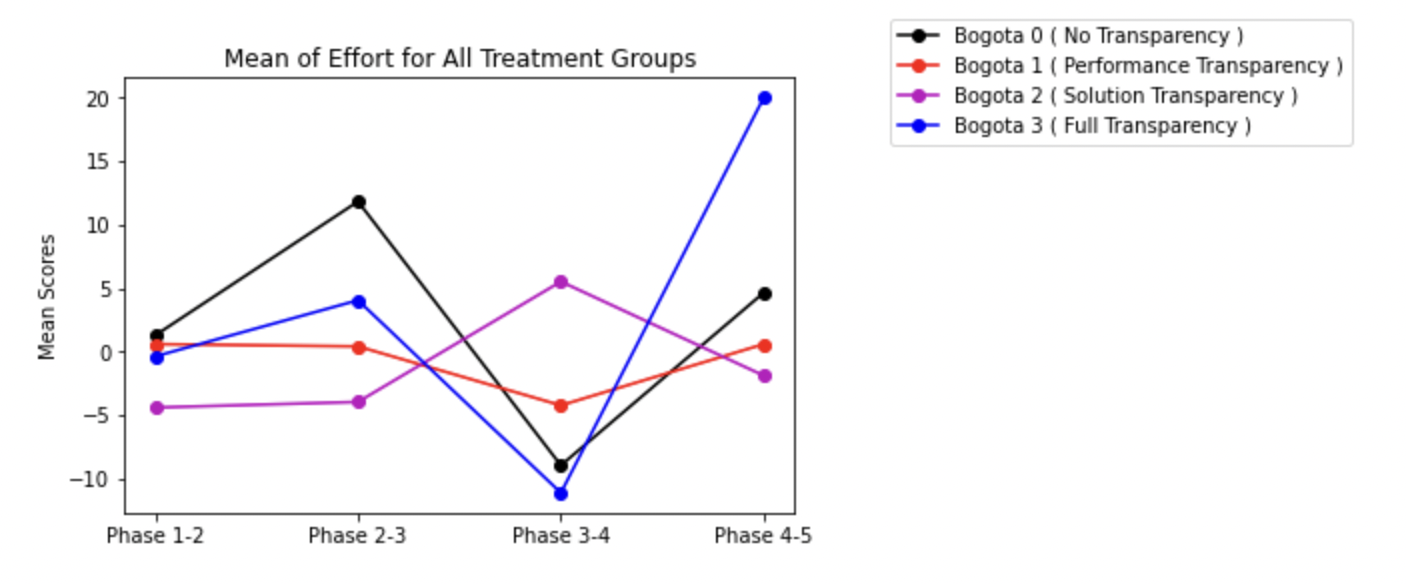 Mean of Effort for All Treatment Groups
Bogota 0 ( No Transparency )
Bogota 1 ( Performance Transparency )
Bogota 2 ( Solution Transparency )
Bogota 3 ( Full Transparency )
Mean Scores
20
15
10
5
0
−5
−10
Phase 1-2 Phase 2-3 Phase 3-4 Phase 4-5